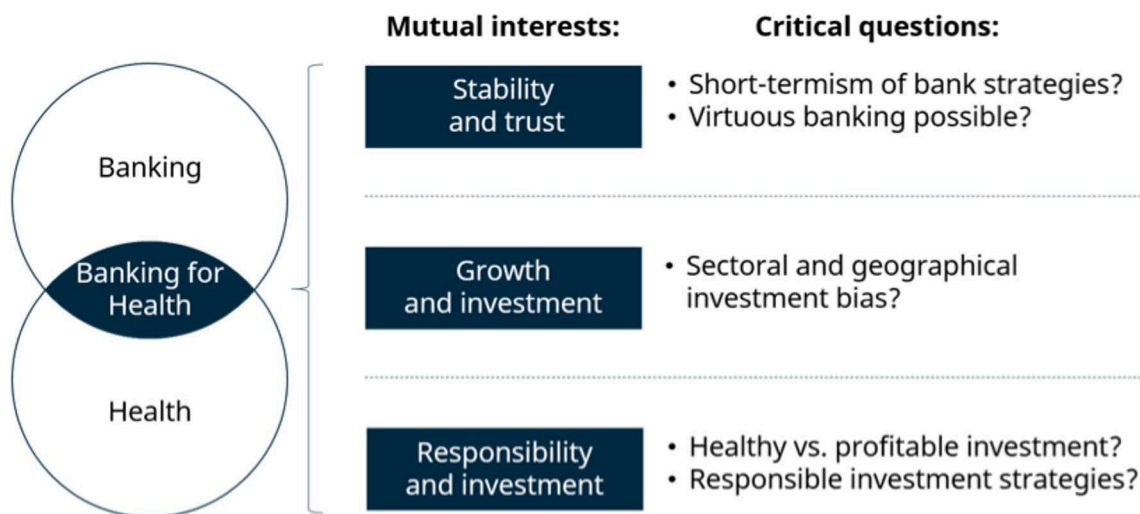 Mutual interests:
Critical questions:
Banking
Banking for
Health
Health
Stability
and trust
• Short-termism of bank strategies?
• Virtuous banking possible?
Growth
and investment
• Sectoral and geographical
investment bias?
Responsibility
and investment
• Healthy vs. profitable investment?
• Responsible investment strategies?